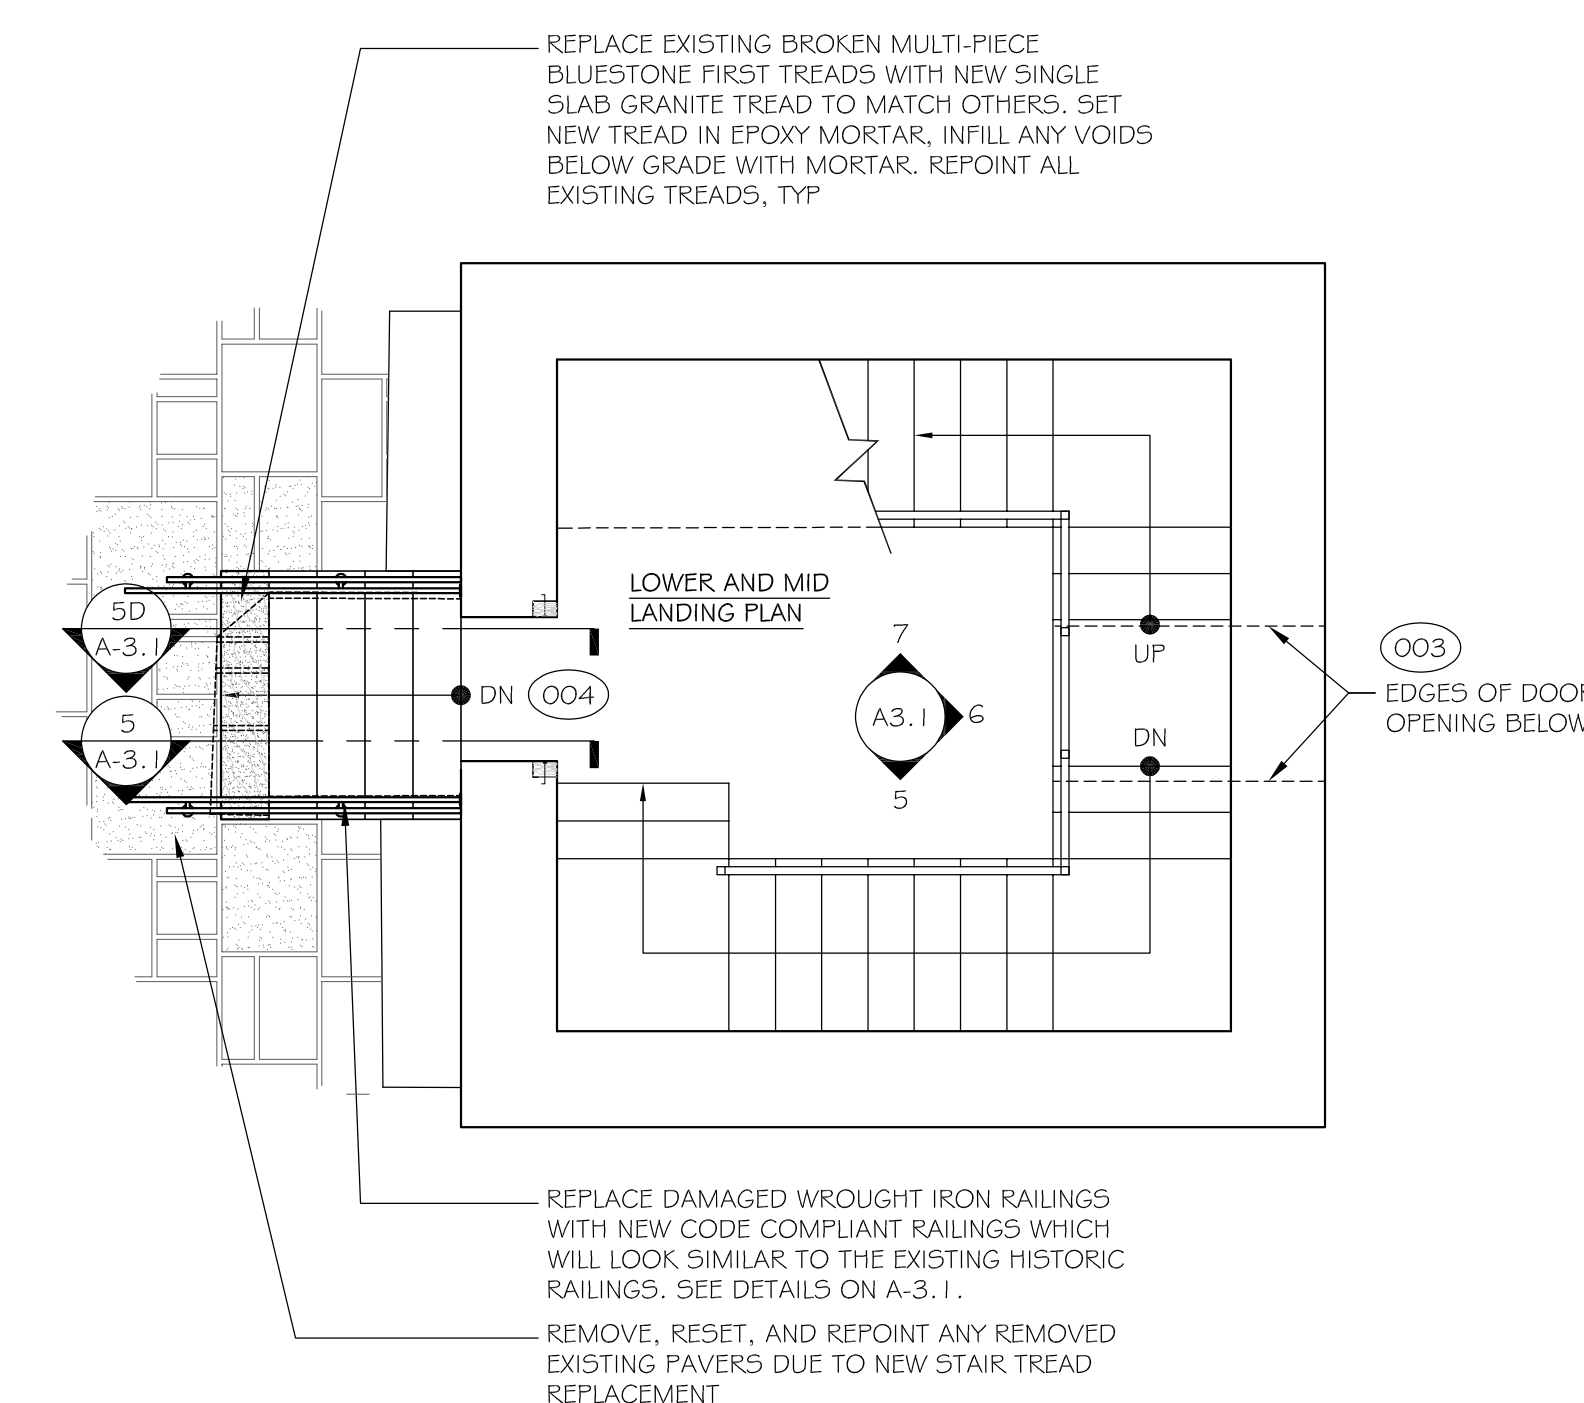 REPLACE EXISTING BROKEN MULTI-PIECE
BLUESTONE FIRST TREADS WITH NEW SINGLE
SLAB GRANITE TREAD TO MATCH OTHERS. SET
NEW TREAD IN EPOXY MORTAR, INFILL ANY VOIDS
BELOW GRADE WITH MORTAR. REPOINT ALL
EXISTING TREADS, TYP
LOWER AND MID
LANDING PLAN
5D
A-3.1
5
A-3.1
DN
004
7
A3.1
6
5
UP
DN
003
EDGES OF
OPENING
REPLACE DAMAGED WROUGHT IRON RAILINGS
WITH NEW CODE COMPLIANT RAILINGS WHICH
WILL LOOK SIMILAR TO THE EXISTING HISTORIC
RAILINGS. SEE DETAILS ON A-3.1.
REMOVE, RESET, AND REPOINT ANY REMOVED
EXISTING PAVERS DUE TO NEW STAIR TREAD
REPLACEMENT